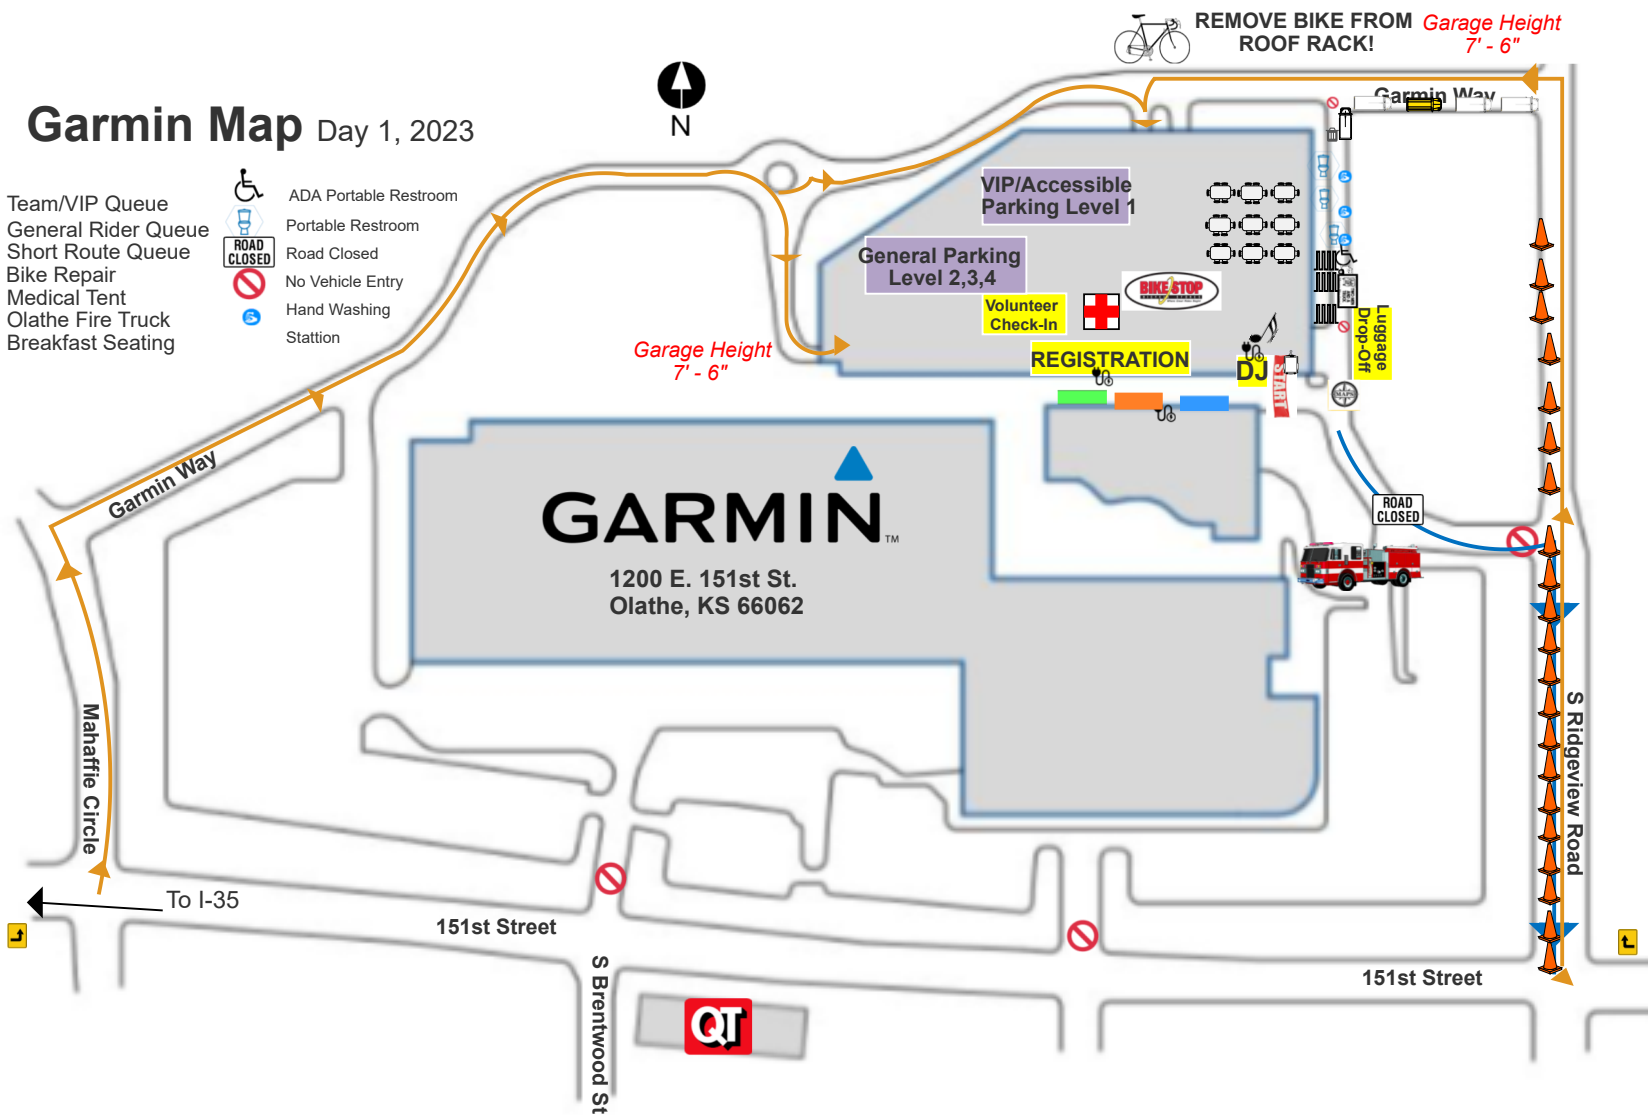 REMOVE BIKE FROM
ROOF RACK!
Garage Height
7' - 6"
Garmin Way
N
Garmin Map Day 1, 2023
Team/VIP Queue
General Rider Queue
Short Route Queue
Bike Repair
Medical Tent
Olathe Fire Truck
Breakfast Seating
ADA Portable Restroom
Portable Restroom
ROAD
CLOSED
Road Closed
No Vehicle Entry
Hand Washing
Stattion
VIP/Accessible
Parking Level 1
General Parking
Level 2,3,4
Volunteer
Check-In
BIKE STOP
REGISTRATION
DJ
START
Luggage
Drop-Off
MAPS
Garage Height
7' - 6"
Garmin Way
GARMIN
TM
1200 E. 151st St.
Olathe, KS 66062
ROAD
CLOSED
S Ridgeview Road
Mahaffie Circle
To I-35
151st Street
151st Street
S Brentwood St
QT